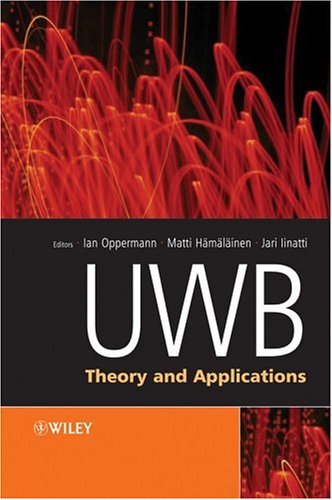 Editors · Ian Oppermann · Matti Hämäläinen · Jari Iinatti
UWB
Theory and Applications
WILEY